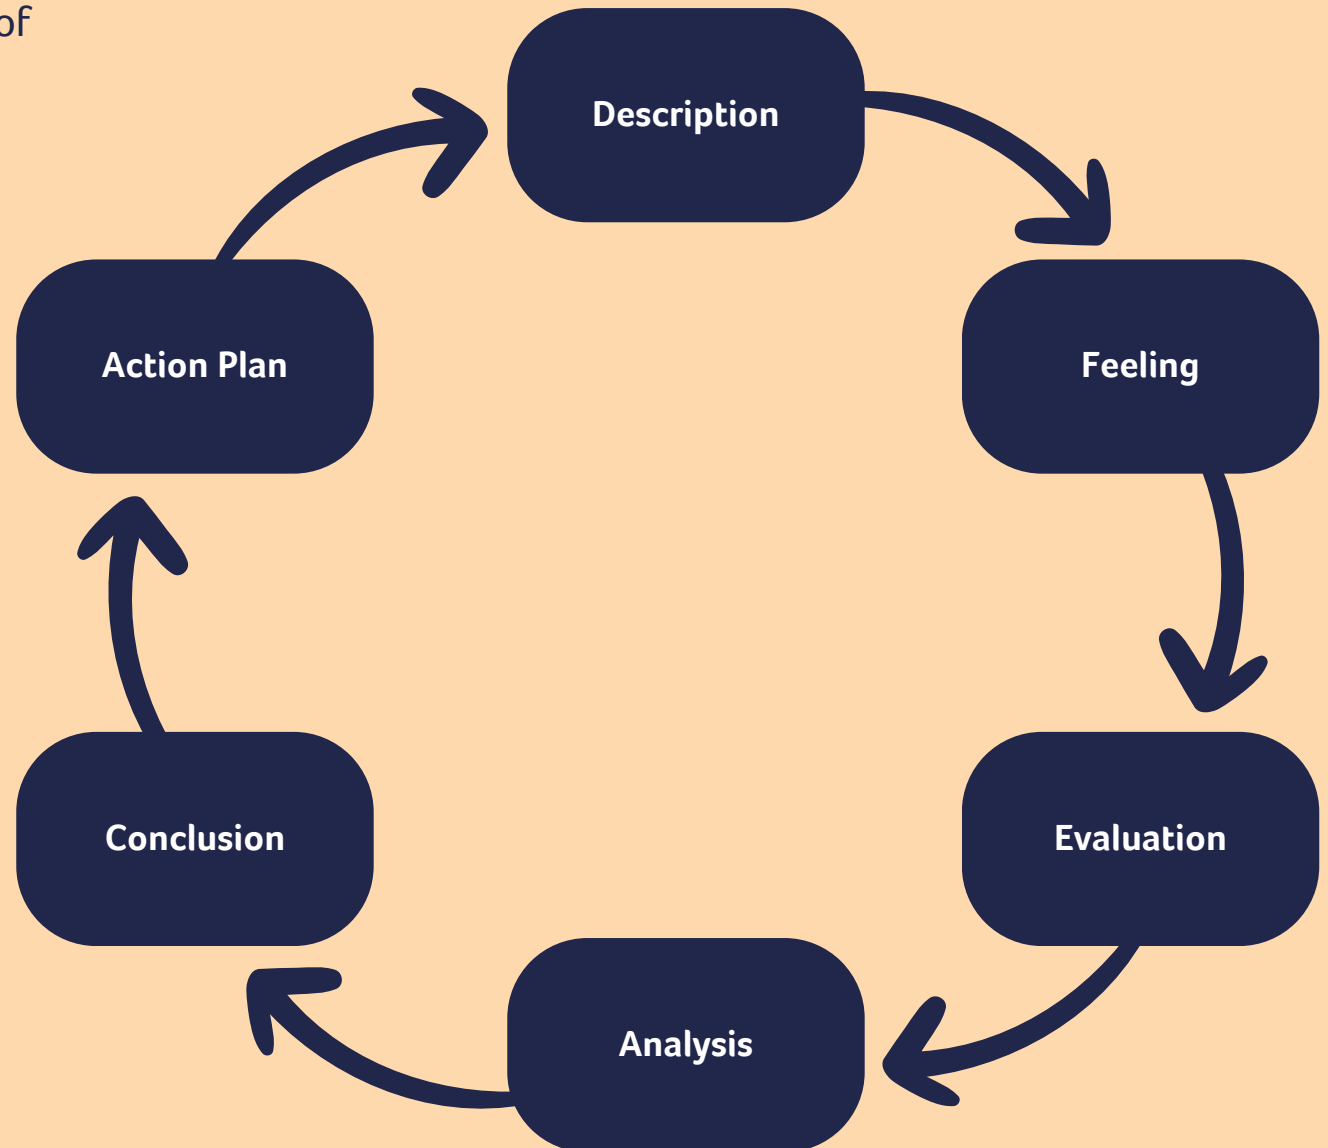 of
Description
Feeling
Evaluation
Analysis
Conclusion
Action Plan